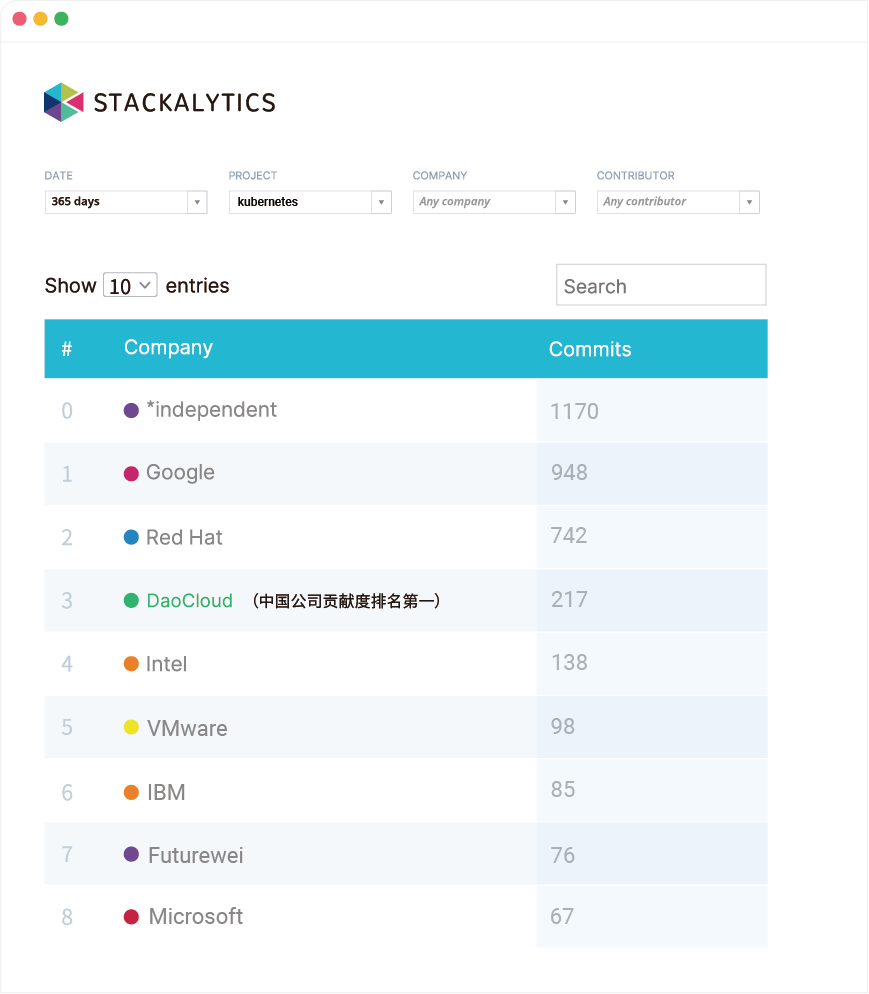 STACKALYTICS
DATE PROJECT COMPANY CONTRIBUTOR
365 days kubernetes Any company Any contributor
Show 10 entries Search
# Company Commits
0 *independent 1170
1 Google 948
2 Red Hat 742
3 DaoCloud （中国公司贡献度排名第一） 217
4 Intel 138
5 VMware 98
6 IBM 85
7 Futurewei 76
8 Microsoft 67